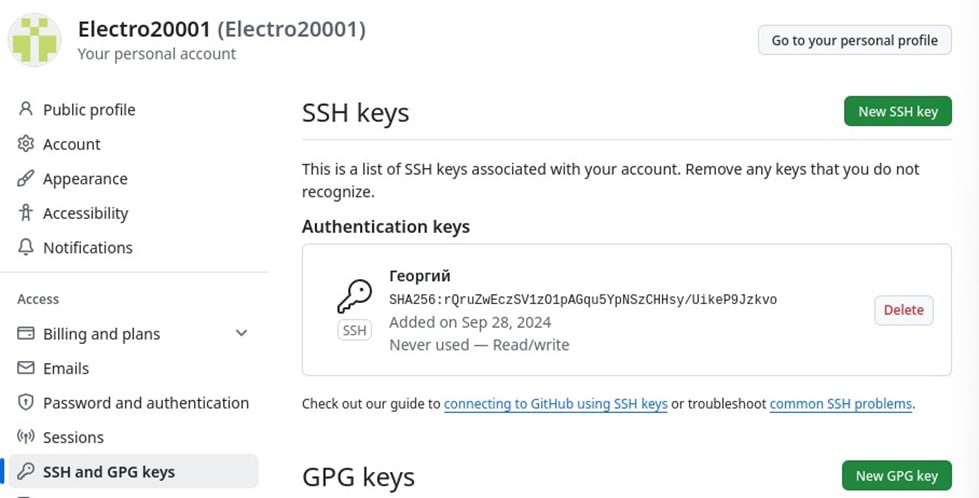 Electro20001 (Electro20001)
Your personal account
Go to your personal profile
Public profile
Account
Appearance
Accessibility
Notifications
Access
Billing and plans
Emails
Password and authentication
Sessions
SSH and GPG keys
SSH keys
New SSH key
This is a list of SSH keys associated with your account. Remove any keys that you do not
recognize.
Authentication keys
Георгий
SHA256:rQruZwEczSV1zO1pAGqu5YpNSzCHHsy/UikeP9Jzkvo
SSH
Added on Sep 28, 2024
Never used — Read/write
Delete
Check out our guide to connecting to GitHub using SSH keys or troubleshoot common SSH problems.
GPG keys
New GPG key